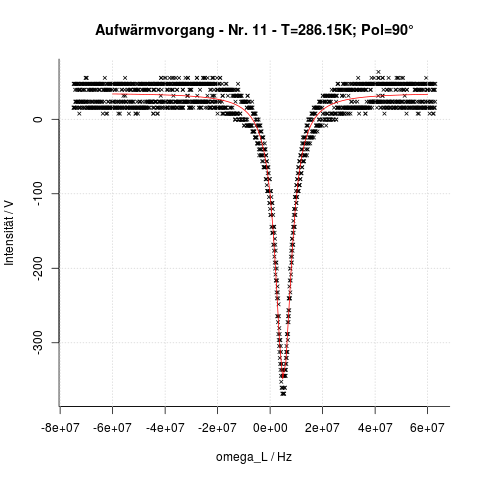 Aufwärmvorgang - Nr. 11 - T=286.15K; Pol=90°
0
-100
-200
-300
Intensität / V
-8e+07 -6e+07 -4e+07 -2e+07 0e+00 2e+07 4e+07 6e+07
omega_L / Hz